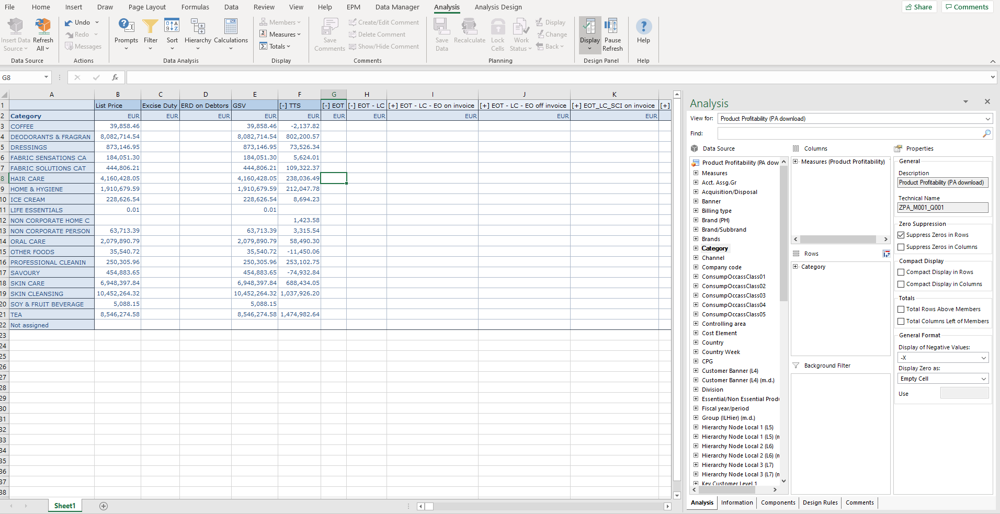 File Home Insert Draw Page Layout Formulas Data Review View Help EPM Data Manager Analysis Analysis Design Share Comments
Insert Data Source
Refresh All
Undo
Redo
Messages
Prompts
Filter
Sort
Hierarchy
Calculations
Members
Measures
Totals
Save Comments
Create/Edit Comment
Delete Comment
Show/Hide Comment
Save Data
Recalculate
Lock Cells
Work Status
Display
Change
Back
Display
Pause Refresh
Help
Data Source Actions Data Analysis Display Comments Planning Design Panel Help
G8 fx
A B C D E F G H I J K
1 List Price Excise Duty ERD on Debtors GSV [-] TTS [-] EOT [-] EOT - LC [+] EOT - LC - EO on invoice [+] EOT - LC - EO off invoice [+] EOT_LC_SCI on invoice [+]
2 Category EUR EUR EUR EUR EUR EUR EUR EUR EUR EUR
3 COFFEE 39,858.46 39,858.46 -2,137.82
4 DEODORANTS & FRAGRAN 8,082,714.54 8,082,714.54 802,200.57
5 DRESSINGS 873,146.95 873,146.95 73,526.34
6 FABRIC SENSATIONS CA 184,051.30 184,051.30 5,624.01
7 FABRIC SOLUTIONS CAT 444,806.21 444,806.21 109,322.37
8 HAIR CARE 4,160,428.05 4,160,428.05 238,036.49
9 HOME & HYGIENE 1,910,679.59 1,910,679.59 212,047.78
10 ICE CREAM 228,626.54 228,626.54 8,694.23
11 LIFE ESSENTIALS 0.01 0.01
12 NON CORPORATE HOME C 1,423.58
13 NON CORPORATE PERSON 63,713.39 63,713.39 3,315.54
14 ORAL CARE 2,079,890.79 2,079,890.79 58,490.30
15 OTHER FOODS 35,540.72 35,540.72 -11,450.06
16 PROFESSIONAL CLEANIN 250,305.96 250,305.96 253,102.75
17 SAVOURY 454,883.65 454,883.65 -74,932.84
18 SKIN CARE 6,948,397.84 6,948,397.84 688,434.05
19 SKIN CLEANSING 10,452,264.32 10,452,264.32 1,037,926.20
20 SOY & FRUIT BEVERAGE 5,088.15 5,088.15
21 TEA 8,546,274.58 8,546,274.58 1,474,982.64
22 Not assigned
23
24
25
26
27
28
29
30
31
32
33
34
35
36
37
38
Sheet1
Analysis
View for: Product Profitability (PA download)
Find:
Data Source
Product Profitability (PA dow
Measures
Acct. Assg.Gr
Acquisition/Disposal
Banner
Billing type
Brand (PH)
Brand/Subbrand
Brands
Category
Channel
Company code
ConsumpOccassClass01
ConsumpOccassClass02
ConsumpOccassClass03
ConsumpOccassClass04
ConsumpOccassClass05
Controlling area
Cost Element
Country
Country Week
CPG
Customer Banner (L4)
Customer Banner (L4) (m.d.)
Division
Essential/Non Essential Produ
Fiscal year/period
Group (ILHier) (m.d.)
Hierarchy Node Local 1 (L5)
Hierarchy Node Local 1 (L5) (m
Hierarchy Node Local 2 (L6)
Hierarchy Node Local 2 (L6) (m
Hierarchy Node Local 3 (L7)
Hierarchy Node Local 3 (L7) (m
Key Customer Level 1
Columns
Measures (Product Profitability)
Rows
Category
Background Filter
Properties
General
Description
Product Profitability (PA download)
Technical Name
ZPA_M001_Q001
Zero Suppression
Suppress Zeros in Rows
Suppress Zeros in Columns
Compact Display
Compact Display in Rows
Compact Display in Columns
Totals
Total Rows Above Members
Total Columns Left of Members
General Format
Display of Negative Values:
-X
Display Zero as:
Empty Cell
Use
Analysis Information Components Design Rules Comments